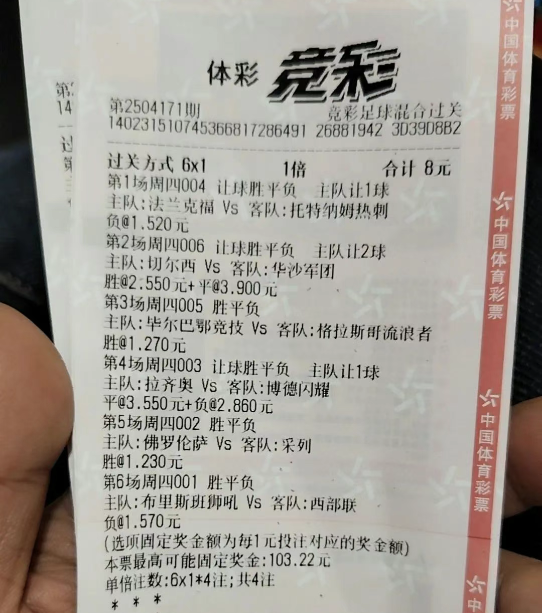 体彩 竞彩
第2504171期 竞彩足球混合过关
140231510745366817286491 26881942 3D39D8B2
过关方式 6x1 1倍 合计 8元
第1场周四004 让球胜平负 主队让1球
主队:法兰克福 Vs 客队:托特纳姆热刺
负@1.520元
第2场周四006 让球胜平负 主队让2球
主队:切尔西 Vs 客队:华沙军团
胜@2.550元+平@3.900元
第3场周四005 胜平负
主队:毕尔巴鄂竞技 Vs 客队:格拉斯哥流浪者
胜@1.270元
第4场周四003 让球胜平负 主队让1球
主队:拉齐奥 Vs 客队:博德闪耀
平@3.550元+负@2.860元
第5场周四002 胜平负
主队:佛罗伦萨 Vs 客队:采列
胜@1.230元
第6场周四001 胜平负
主队:布里斯班狮吼 Vs 客队:西部联
负@1.570元
(选项固定奖金额为每1元投注对应的奖金额)
本票最高可能固定奖金:103.22元
单倍注数:6x1*4注;共4注
* * *
中国体育彩票
中国体育彩票
中国体育彩票
中